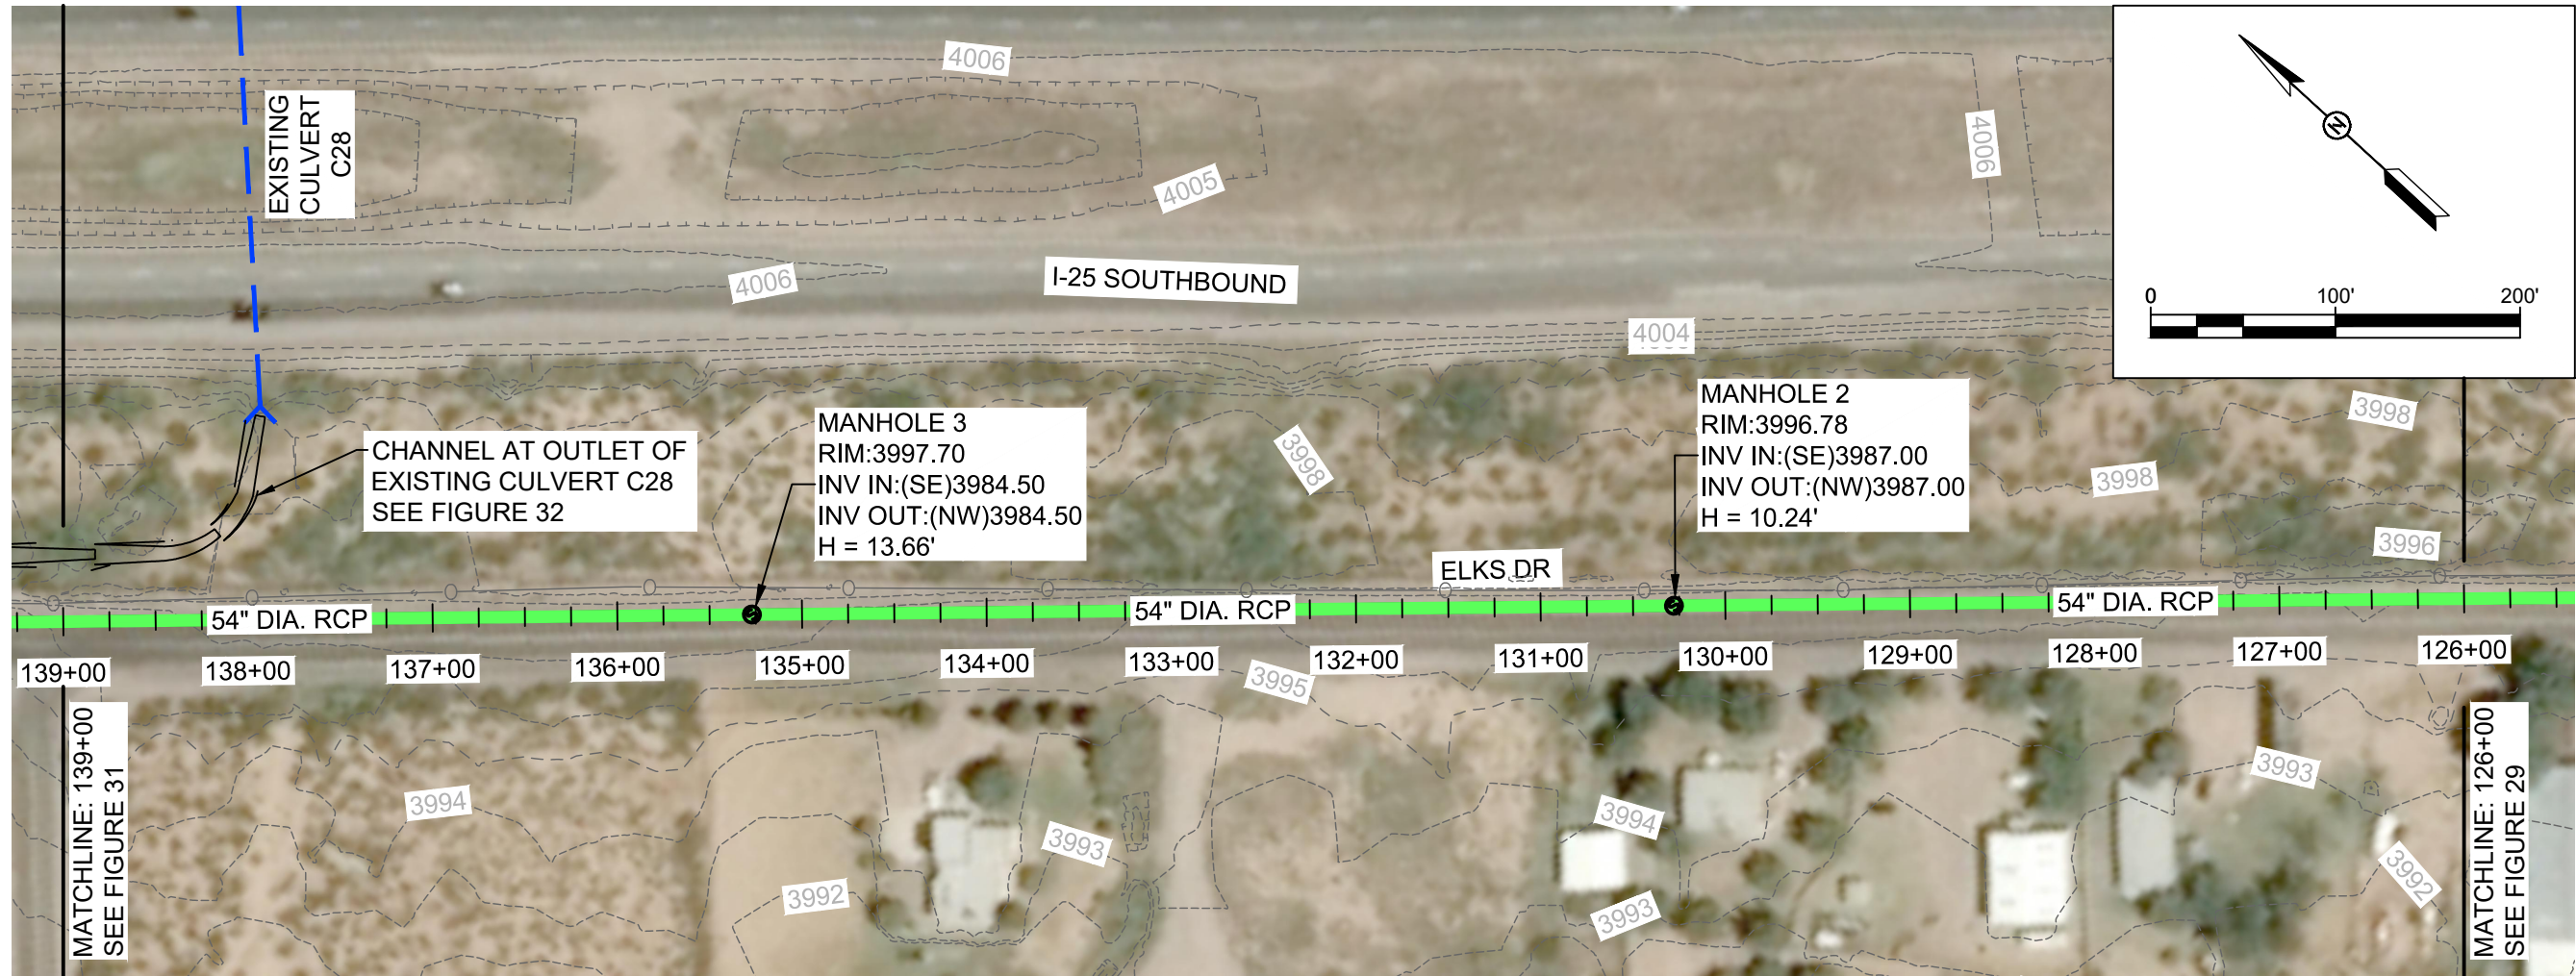 4006
N
0
100'
200'
EXISTING
CULVERT
C28
4006
4005
4006
I-25 SOUTHBOUND
4004
MANHOLE 2
RIM:3996.78
INV IN:(SE)3987.00
INV OUT:(NW)3987.00
H = 10.24'
MANHOLE 3
RIM:3997.70
INV IN:(SE)3984.50
INV OUT:(NW)3984.50
H = 13.66'
CHANNEL AT OUTLET OF
EXISTING CULVERT C28
SEE FIGURE 32
3998
3998
3998
3996
ELKS DR
54" DIA. RCP
54" DIA. RCP
54" DIA. RCP
139+00
138+00
137+00
136+00
135+00
134+00
133+00
132+00
131+00
130+00
129+00
128+00
127+00
126+00
3995
MATCHLINE: 139+00
SEE FIGURE 31
3994
3992
3993
3994
3993
3993
3992
MATCHLINE: 126+00
SEE FIGURE 29